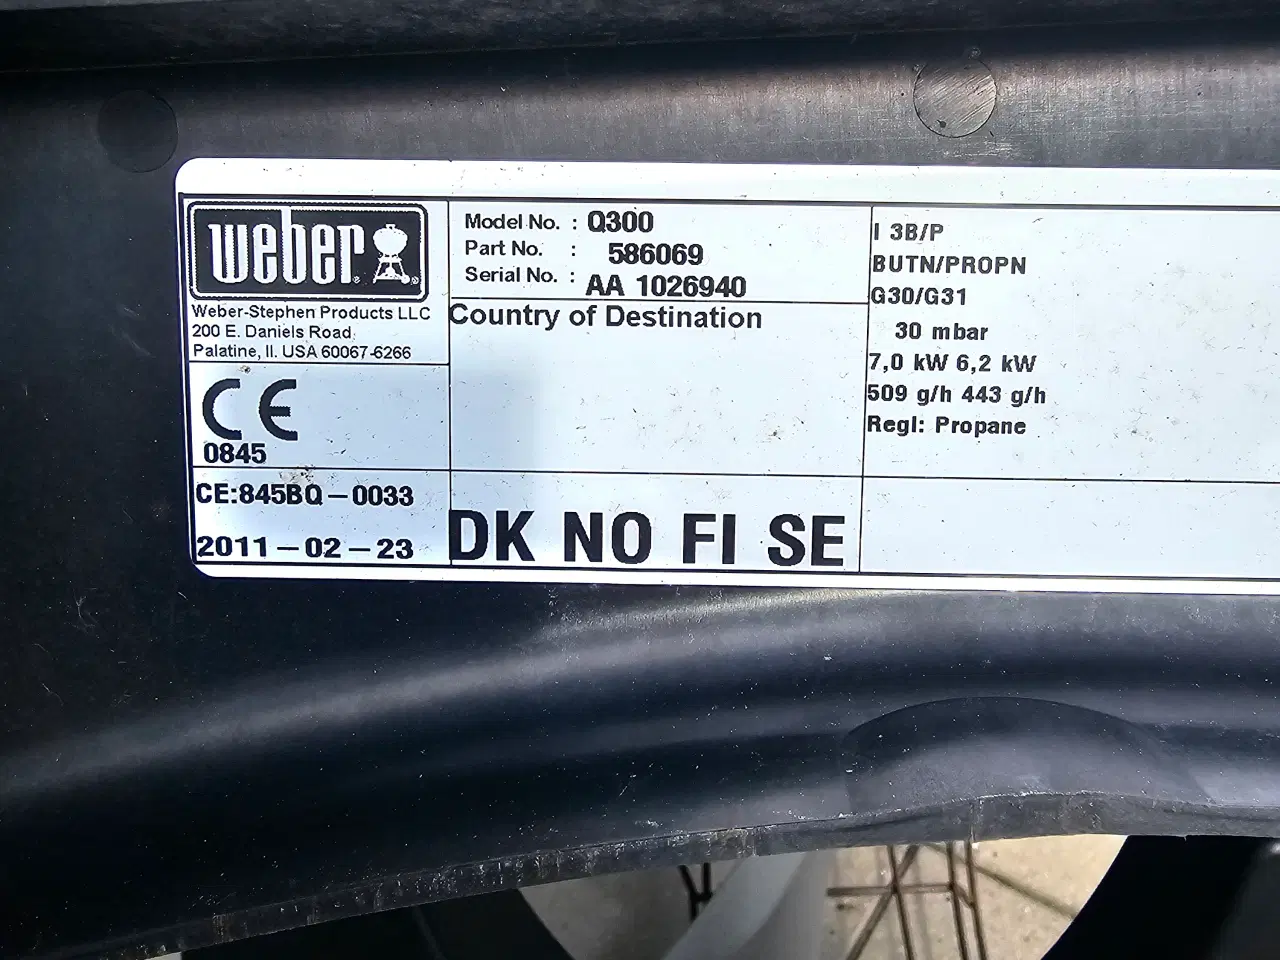 weber
Weber-Stephen Products LLC
200 E. Daniels Road
Palatine, Il. USA 60067-6266
CE
0845
CE:845BQ-0033
2011-02-23
Model No. : Q300
Part No. : 586069
Serial No. : AA 1026940
Country of Destination
DK NO FI SE
I 3B/P
BUTN/PROPN
G30/G31
30 mbar
7,0 kW 6,2 kW
509 g/h 443 g/h
Regl: Propane